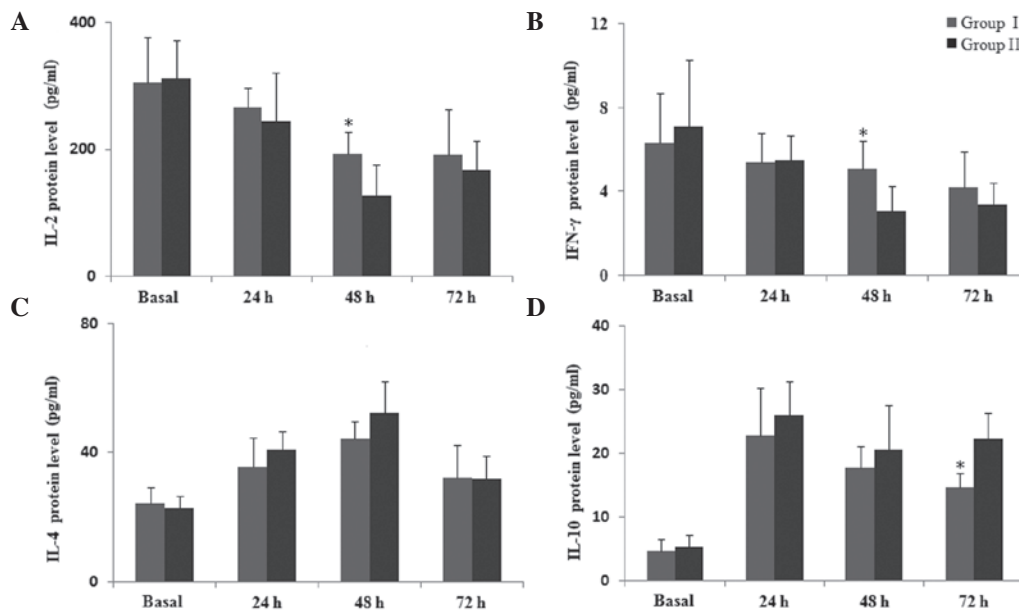 A
IL-2 protein level (pg/ml)
400
200
0
*
Basal 24 h 48 h 72 h
B
IFN-γ protein level (pg/ml)
12
8
4
0
*
Group I
Group II
Basal 24 h 48 h 72 h
C
IL-4 protein level (pg/ml)
80
40
0
Basal 24 h 48 h 72 h
D
IL-10 protein level (pg/ml)
40
30
20
10
0
*
Basal 24 h 48 h 72 h